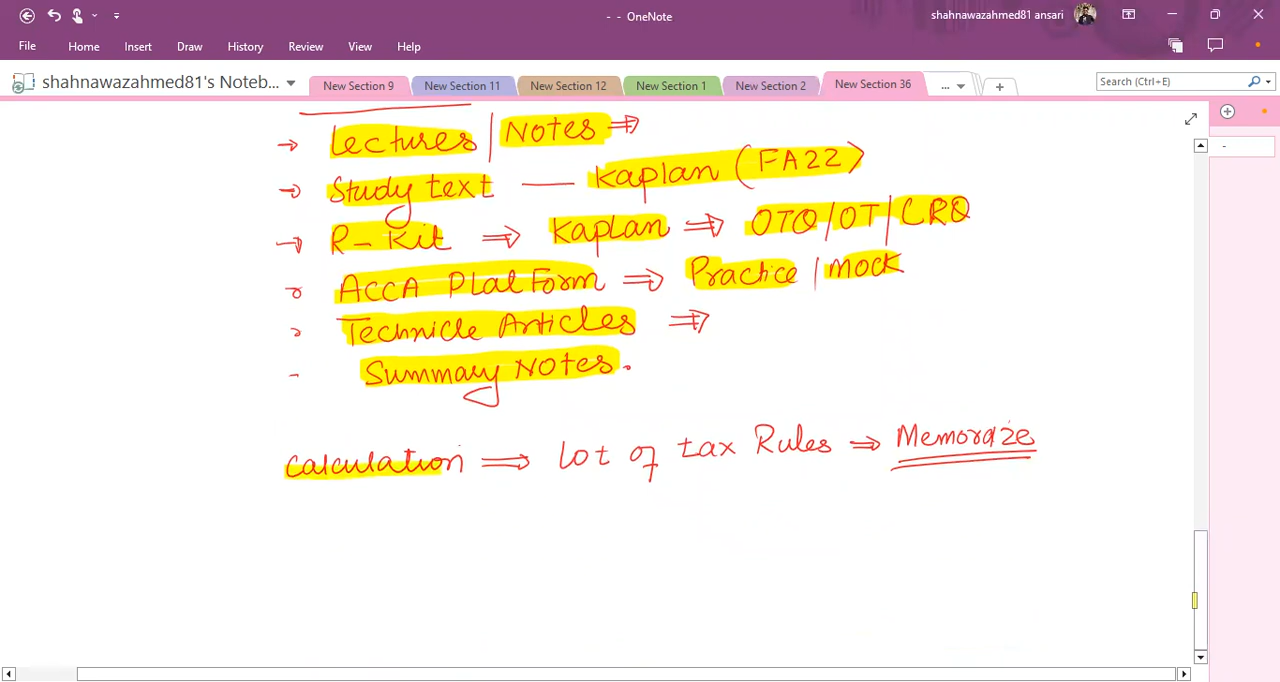 - - OneNote
shahnawazahmed81 ansari
File Home Insert Draw History Review View Help
shahnawazahmed81's Noteb...
New Section 9 New Section 11 New Section 12 New Section 1 New Section 2 New Section 36 ...
Search (Ctrl+E)
→ Lectures | Notes ⇒
→ Study text — Kaplan (FA22)
→ R-Kit ⇒ Kaplan ⇒ OTQ/OT/CRQ
ACCA Platform ⇒ Practice | Mock
Technicle Articles ⇒
- Summary Notes.
Calculation ⇒ Lot of tax Rules ⇒ Memoraize